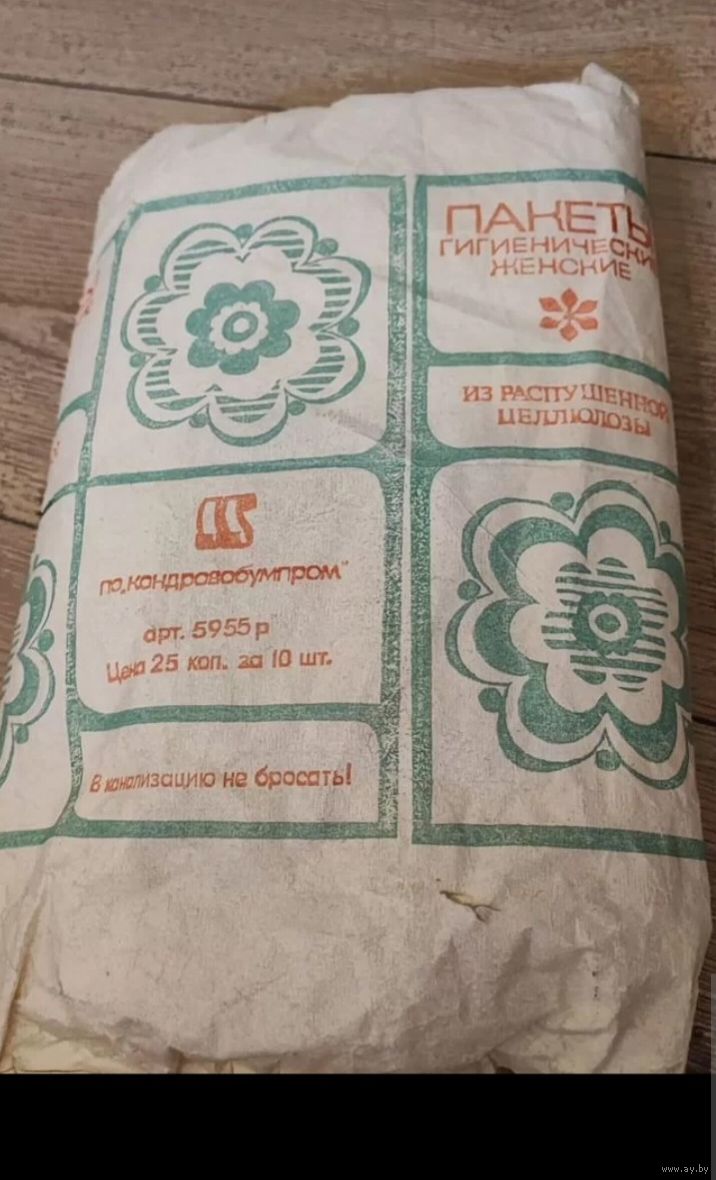 ПАКЕТЫ
ГИГИЕНИЧЕСКИЕ
ЖЕНСКИЕ
ИЗ РАСПУШЕННОЙ
ЦЕЛЛЮЛОЗЫ
ПО „Кондровобумпром"
арт. 5955 р
Цена 25 коп. за 10 шт.
В канализацию не бросать!
www.ay.by